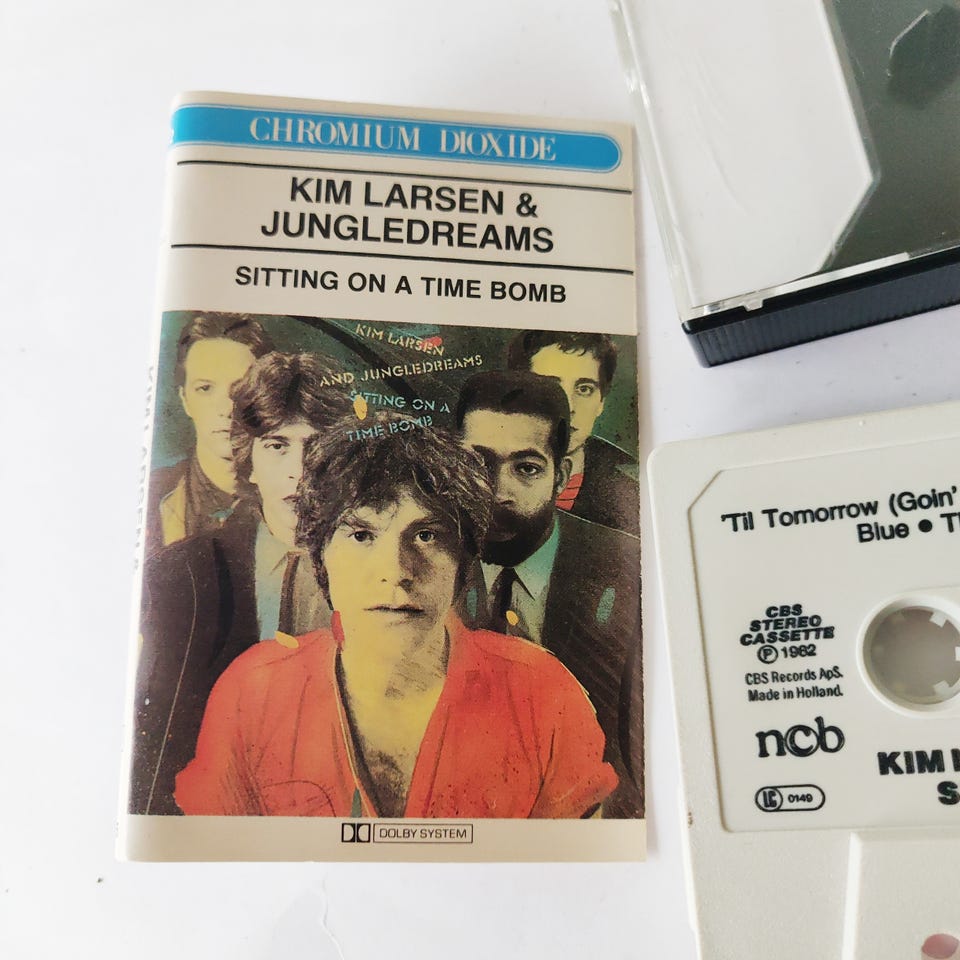 CHROMIUM DIOXIDE
KIM LARSEN &
JUNGLEDREAMS
SITTING ON A TIME BOMB
KIM LARSEN
AND JUNGLEDREAMS
SITTING ON A
TIME BOMB
DOLBY SYSTEM
'Til Tomorrow (Goin'
Blue ●
CBS
STEREO
CASSETTE
Ⓟ 1982
CBS Records ApS.
Made in Holland.
ncb
KIM
LC 0149